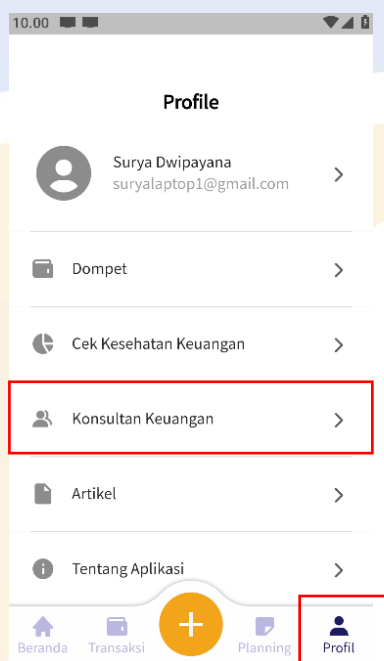 10.00
Profile
Surya Dwipayana
suryalaptop1@gmail.com
Dompet
Cek Kesehatan Keuangan
Konsultan Keuangan
Artikel
Tentang Aplikasi
Beranda
Transaksi
Planning
Profil